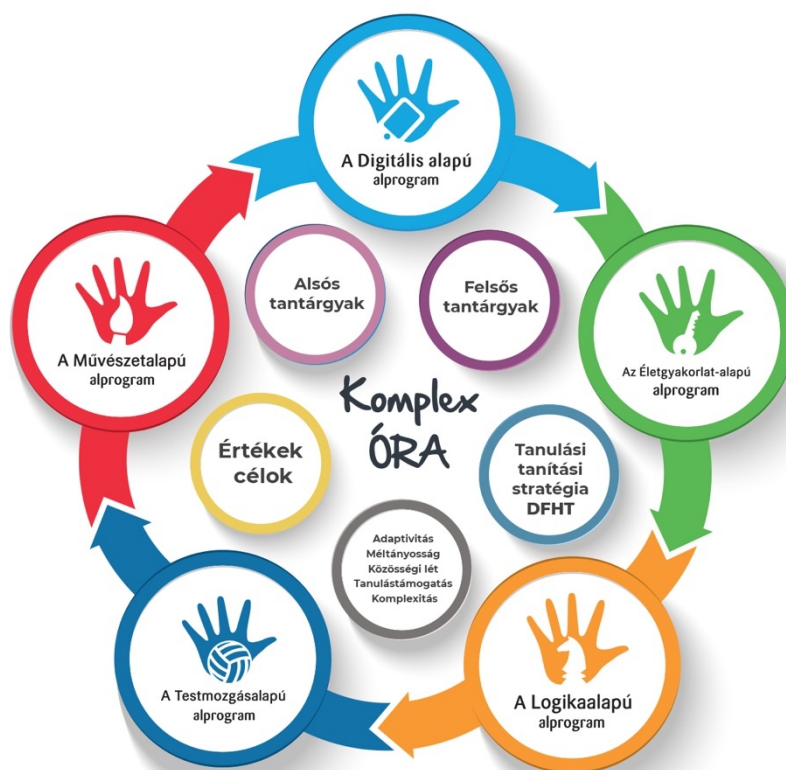 A Digitális alapú
alprogram
Alsós
tantárgyak
Felsős
tantárgyak
A Művészetalapú
alprogram
Az Életgyakorlat-alapú
alprogram
Komplex
ÓRA
Értékek
célok
Tanulási
tanítási
stratégia
DFHT
Adaptivitás
Méltányosság
Közösségi lét
Tanulástámogatás
Komplexitás
A Testmozgásalapú
alprogram
A Logikaalapú
alprogram